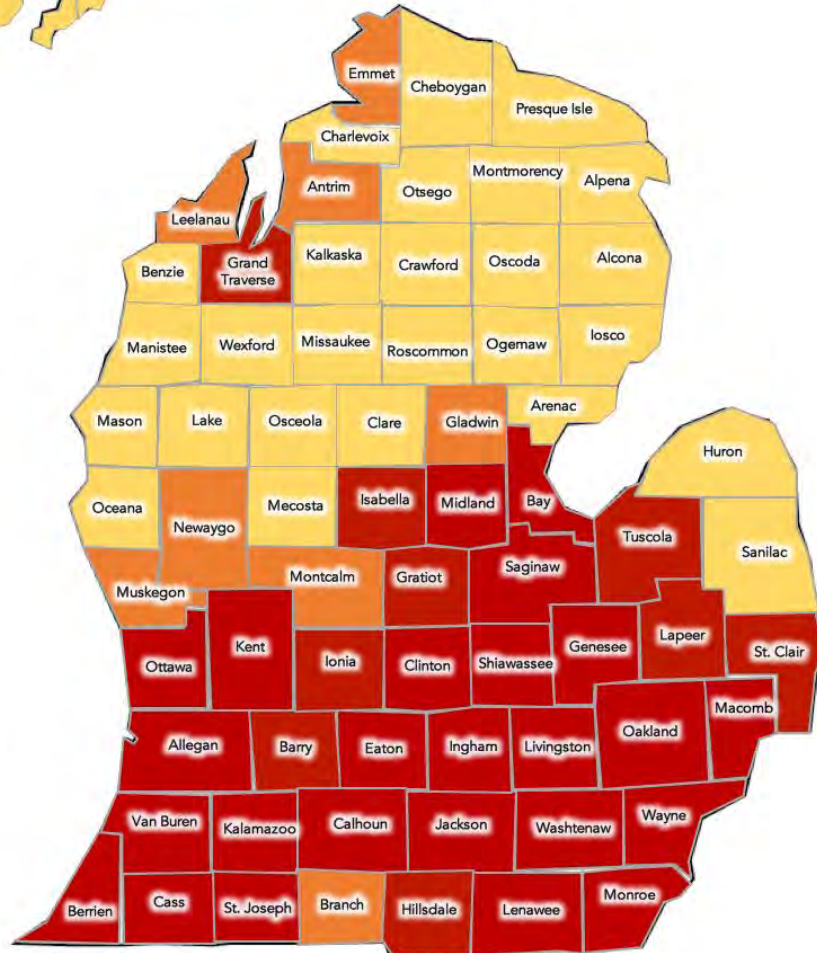 Emmet
Cheboygan
Presque Isle
Charlevoix
Antrim
Otsego
Montmorency
Alpena
Leelanau
Grand
Traverse
Benzie
Kalkaska
Crawford
Oscoda
Alcona
Manistee
Wexford
Missaukee
Roscommon
Ogemaw
Iosco
Mason
Lake
Osceola
Clare
Gladwin
Arenac
Huron
Oceana
Newaygo
Mecosta
Isabella
Midland
Bay
Tuscola
Sanilac
Muskegon
Montcalm
Gratiot
Saginaw
Ottawa
Kent
Ionia
Clinton
Shiawassee
Genesee
Lapeer
St. Clair
Allegan
Barry
Eaton
Ingham
Livingston
Oakland
Macomb
Van Buren
Kalamazoo
Calhoun
Jackson
Washtenaw
Wayne
Berrien
Cass
St. Joseph
Branch
Hillsdale
Lenawee
Monroe